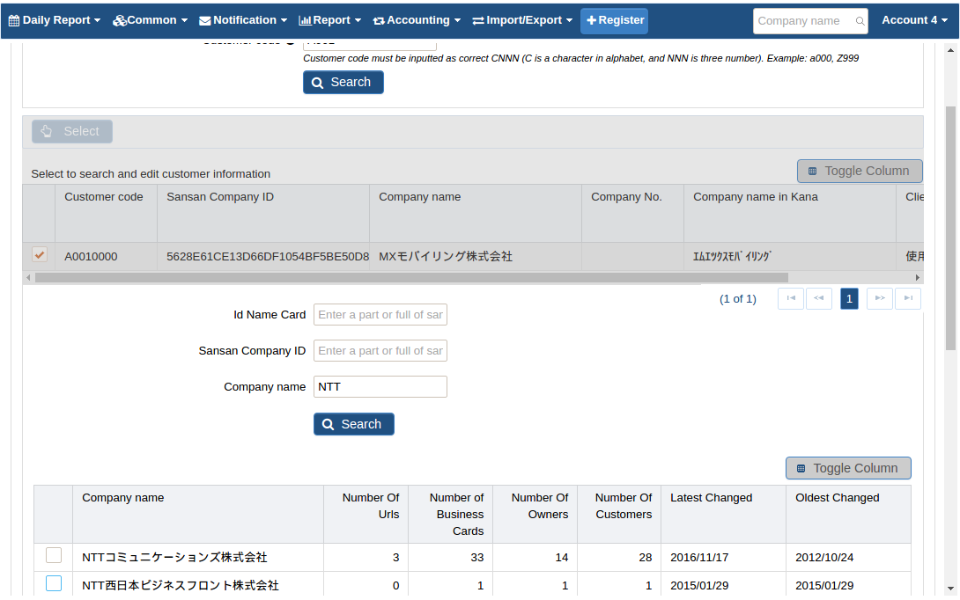 Daily Report Common Notification Report Accounting Import/Export Register Company name Account 4
Customer code must be inputted as correct CNNN (C is a character in alphabet, and NNN is three number). Example: a000, Z999
Search
Select
Select to search and edit customer information Toggle Column
Customer code Sansan Company ID Company name Company No. Company name in Kana Clie
A0010000 5628E61CE13D66DF1054BF5BE50D8 MXモバイリング株式会社 ｴﾑｴｯｸｽﾓﾊﾞｲﾘﾝｸﾞ 使用
(1 of 1) 1
Id Name Card Enter a part or full of sar
Sansan Company ID Enter a part or full of sar
Company name NTT
Search
Toggle Column
Company name Number Of Number of Number Of Number Of Latest Changed Oldest Changed
Urls Business Owners Customers
Cards
NTTコミュニケーションズ株式会社 3 33 14 28 2016/11/17 2012/10/24
NTT西日本ビジネスフロント株式会社 0 1 1 1 2015/01/29 2015/01/29